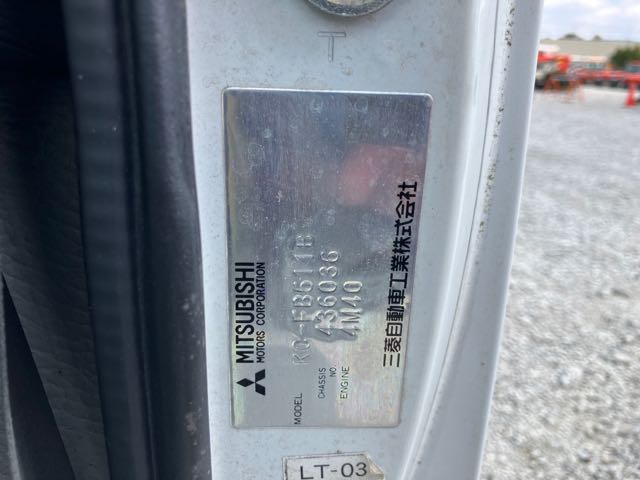 T
MITSUBISHI
MOTORS CORPORATION
MODEL KC-FB611B
CHASSIS NO 436036
ENGINE 4M40
三菱自動車工業株式会社
LT-03